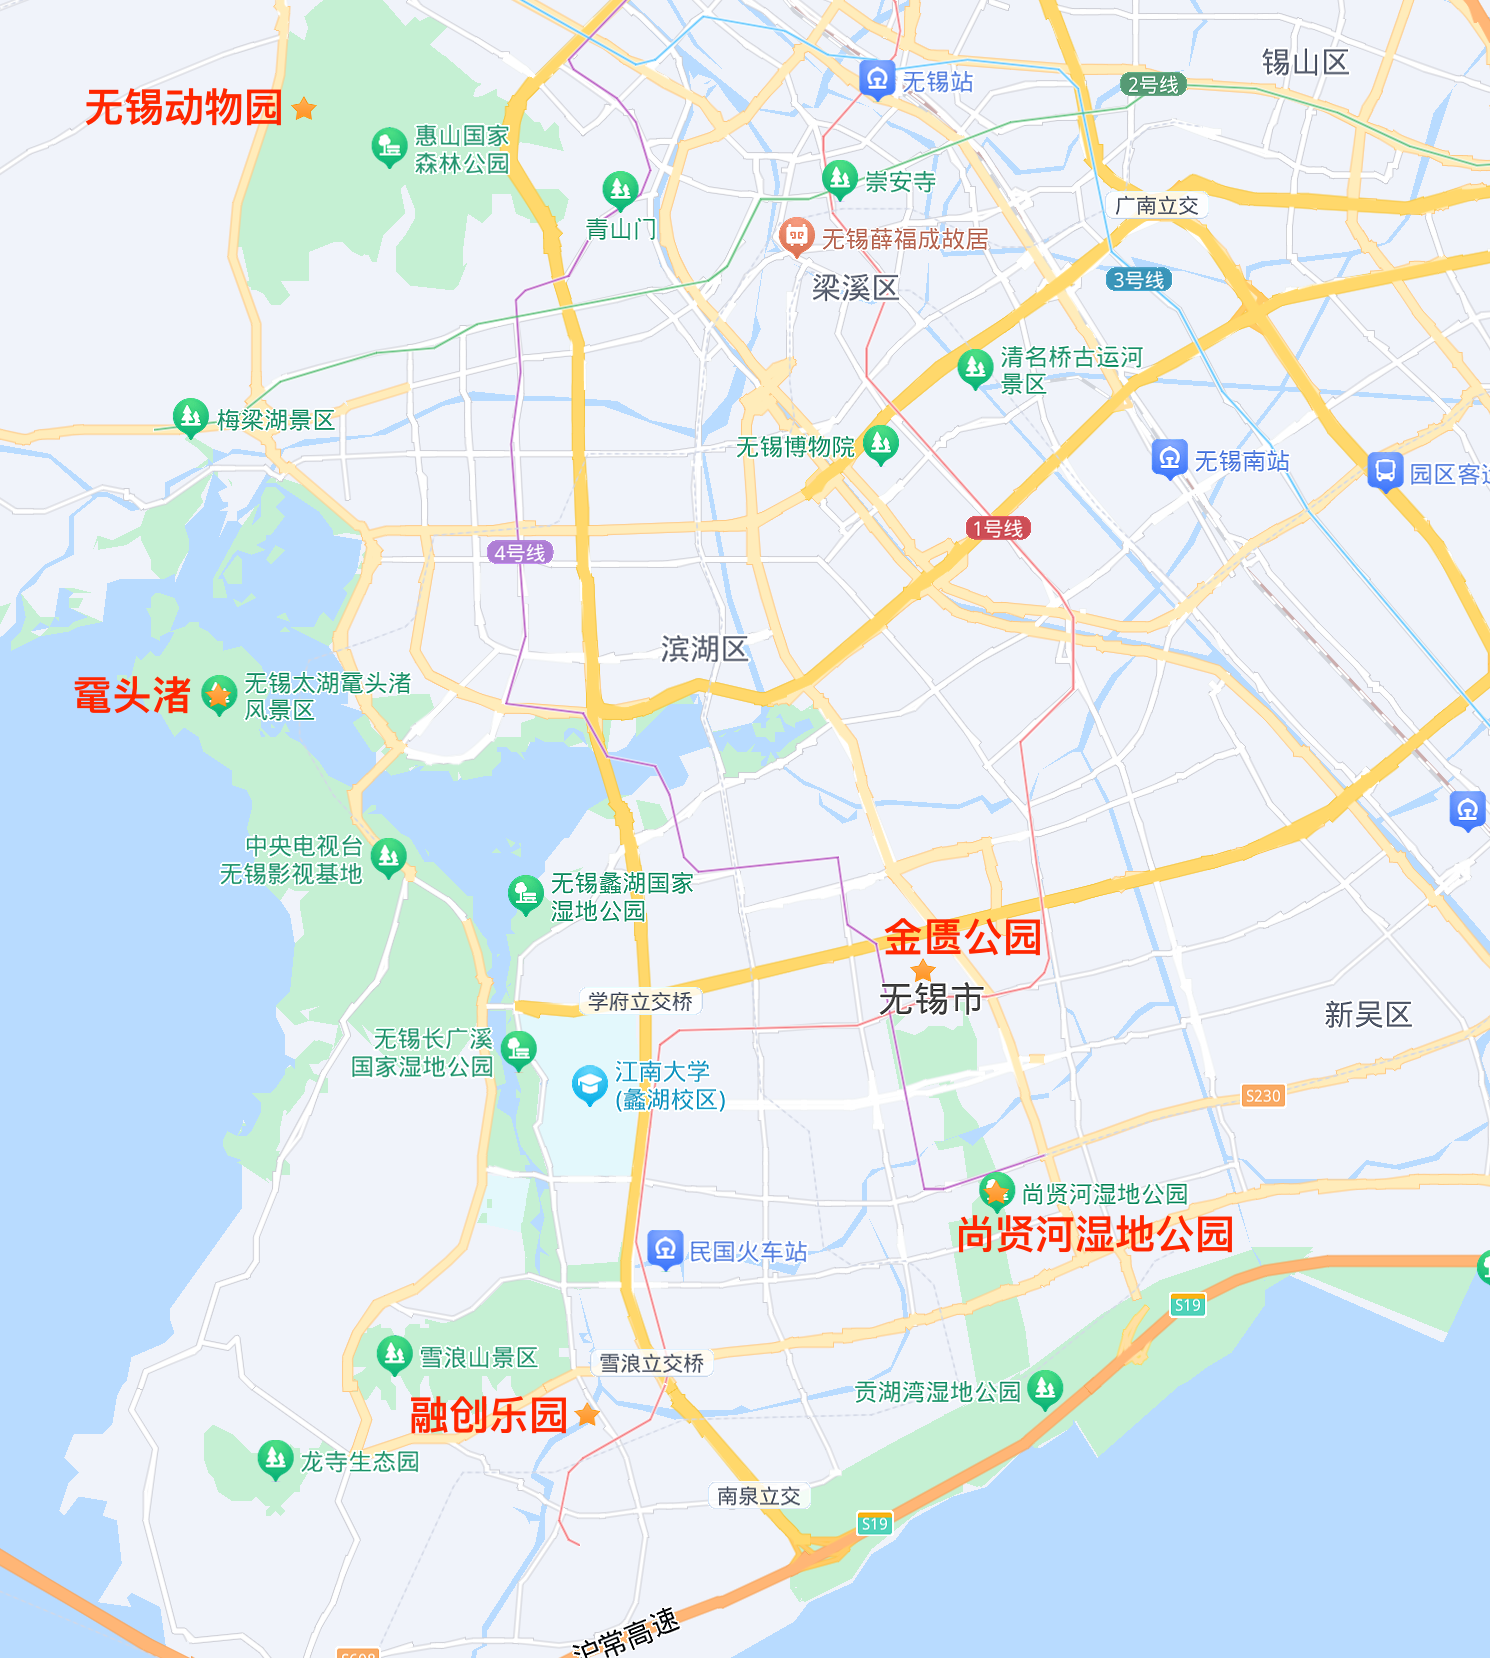 锡山区
无锡站
2号线
无锡动物园
惠山国家
森林公园
崇安寺
广南立交
青山门
无锡薛福成故居
梁溪区
3号线
清名桥古运河
景区
梅梁湖景区
无锡博物院
无锡南站
园区客运
1号线
4号线
滨湖区
鼋头渚
无锡太湖鼋头渚
风景区
中央电视台
无锡影视基地
无锡蠡湖国家
湿地公园
金匮公园
无锡市
学府立交桥
新吴区
无锡长广溪
国家湿地公园
江南大学
(蠡湖校区)
S230
尚贤河湿地公园
尚贤河湿地公园
民国火车站
S19
雪浪山景区
雪浪立交桥
贡湖湾湿地公园
融创乐园
龙寺生态园
南泉立交
S19
沪常高速